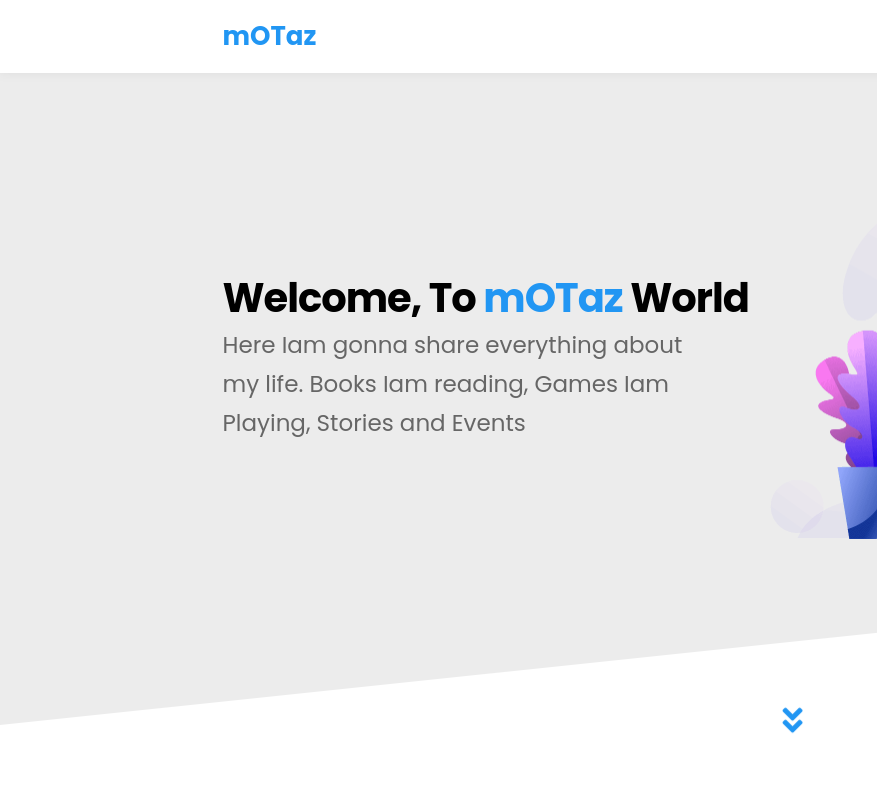 mOTaz
Welcome, To mOTaz World
Here Iam gonna share everything about
my life. Books Iam reading, Games Iam
Playing, Stories and Events